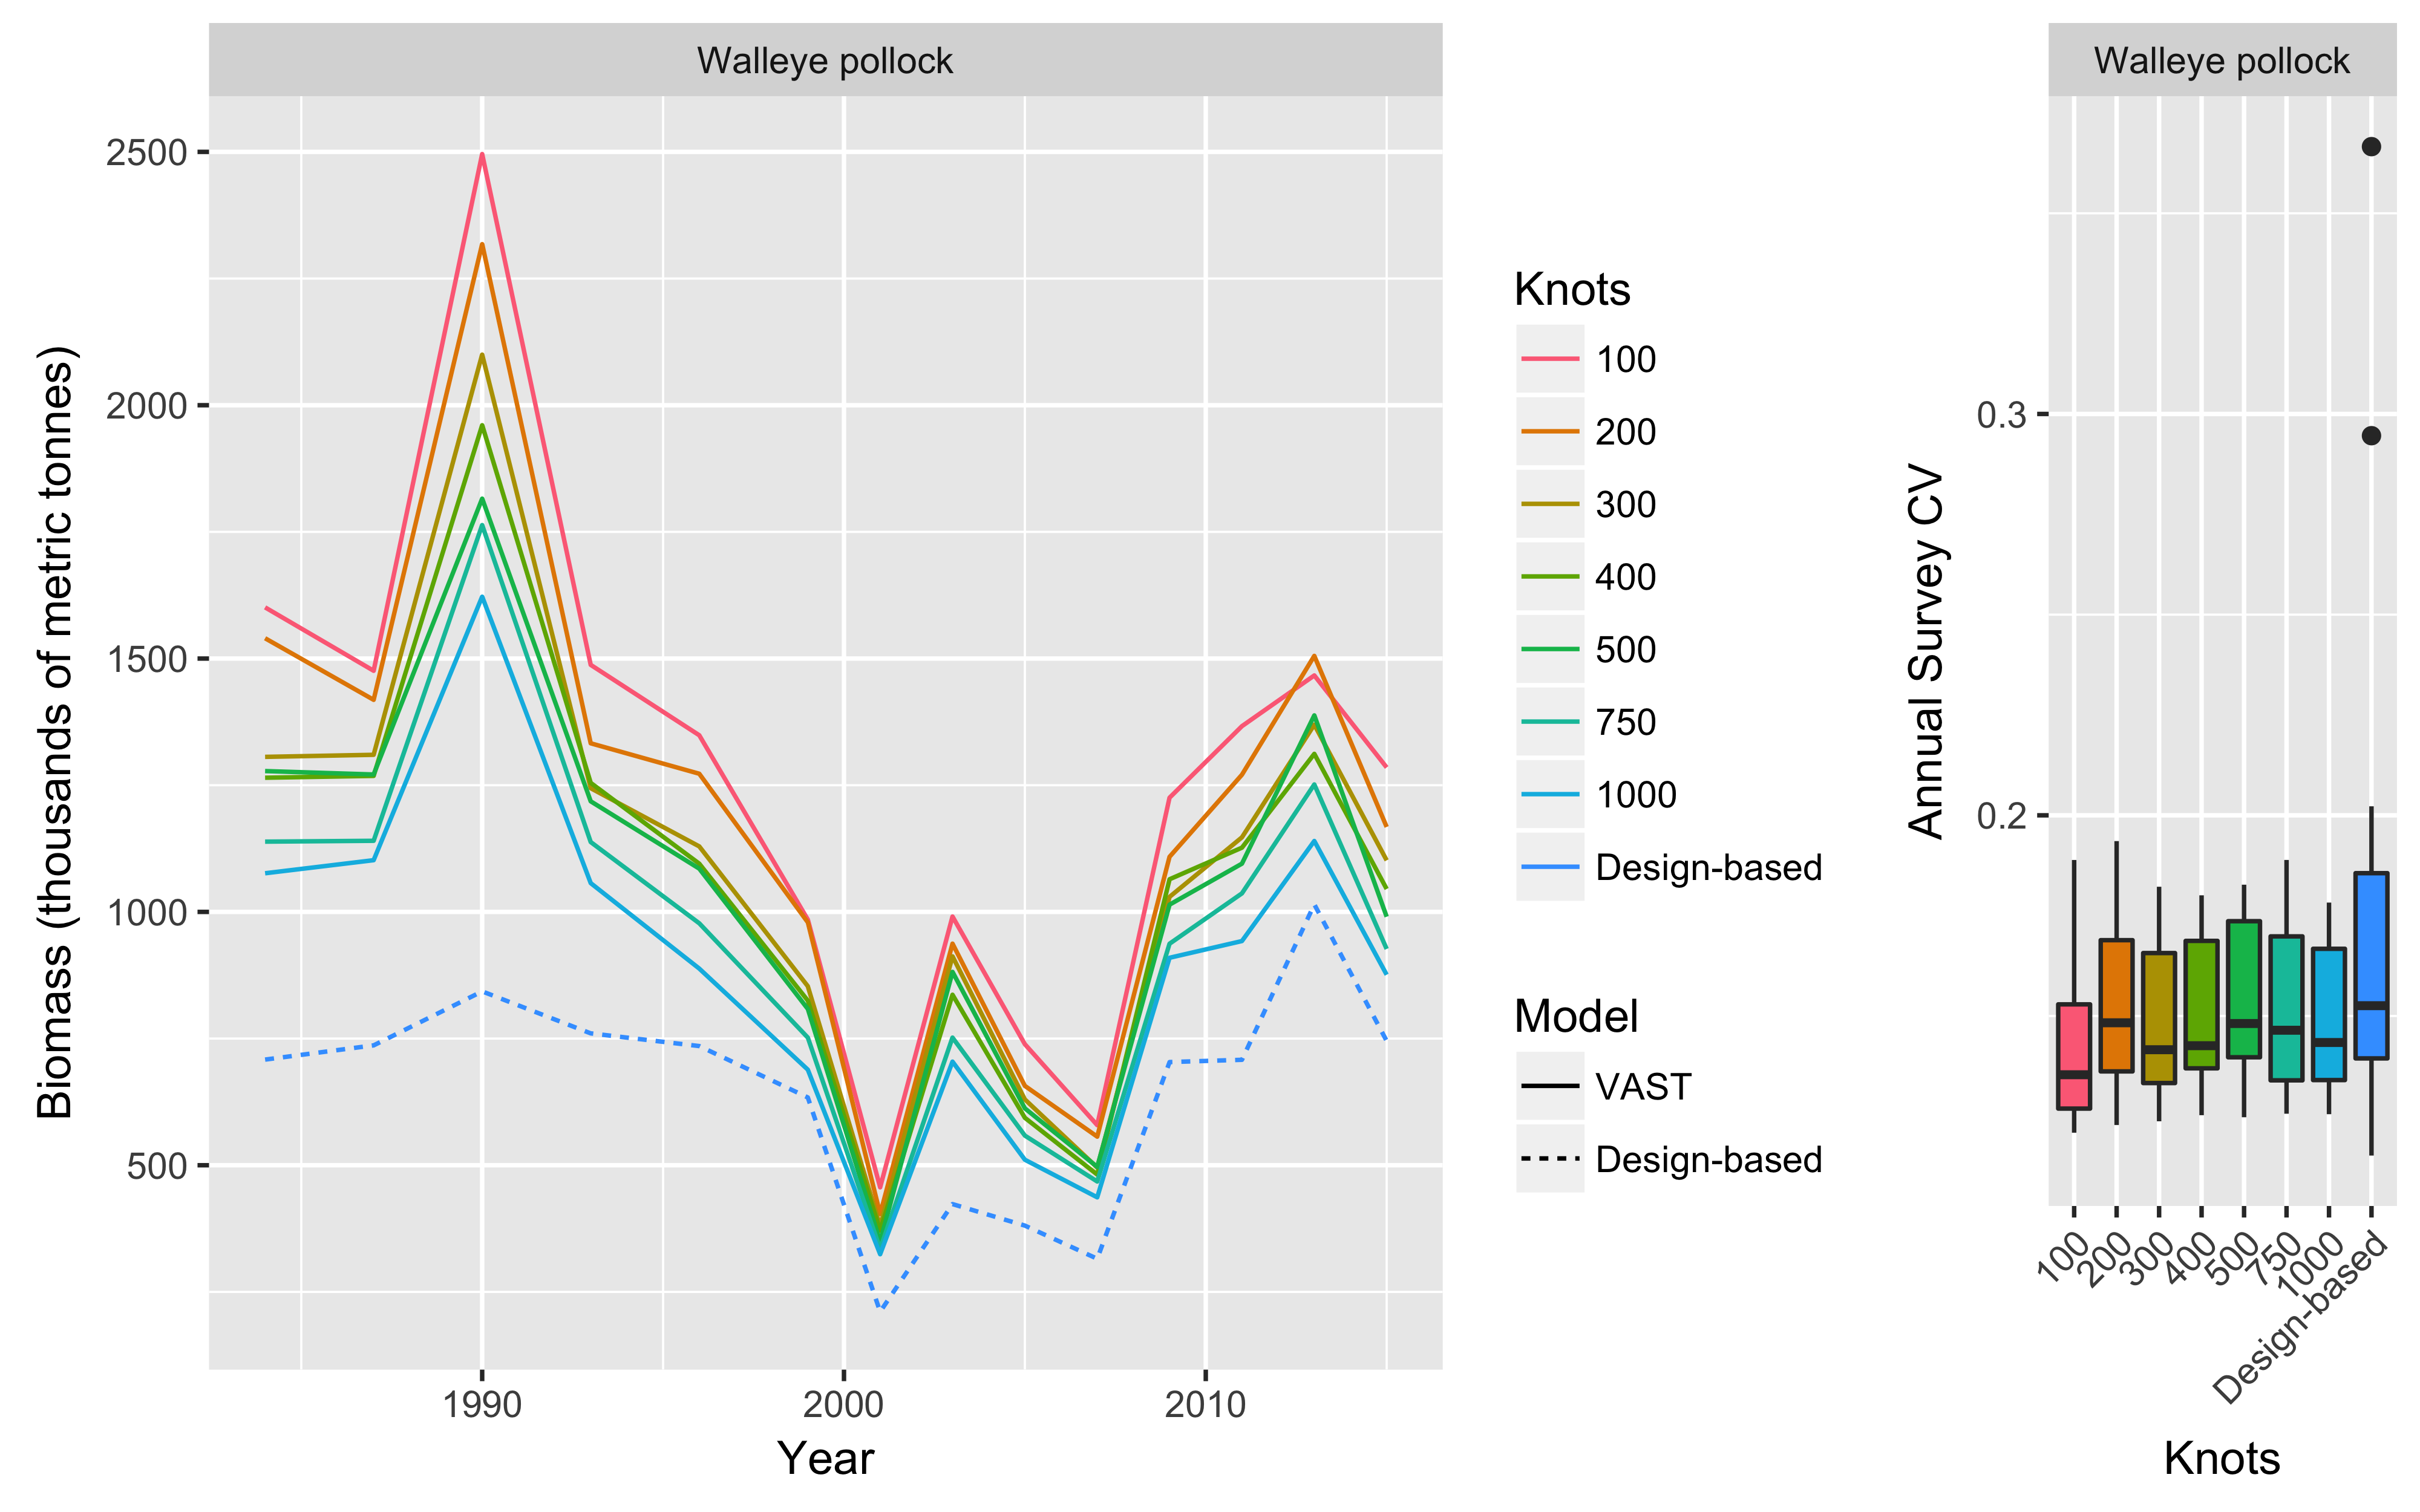 Walleye pollock
Biomass (thousands of metric tonnes)
2500
2000
1500
1000
500
1990 2000 2010
Year
Knots
100
200
300
400
500
750
1000
Design-based
Model
VAST
Design-based
Walleye pollock
Annual Survey CV
0.3
0.2
100 200 300 400 500 750 1000 Design-based
Knots